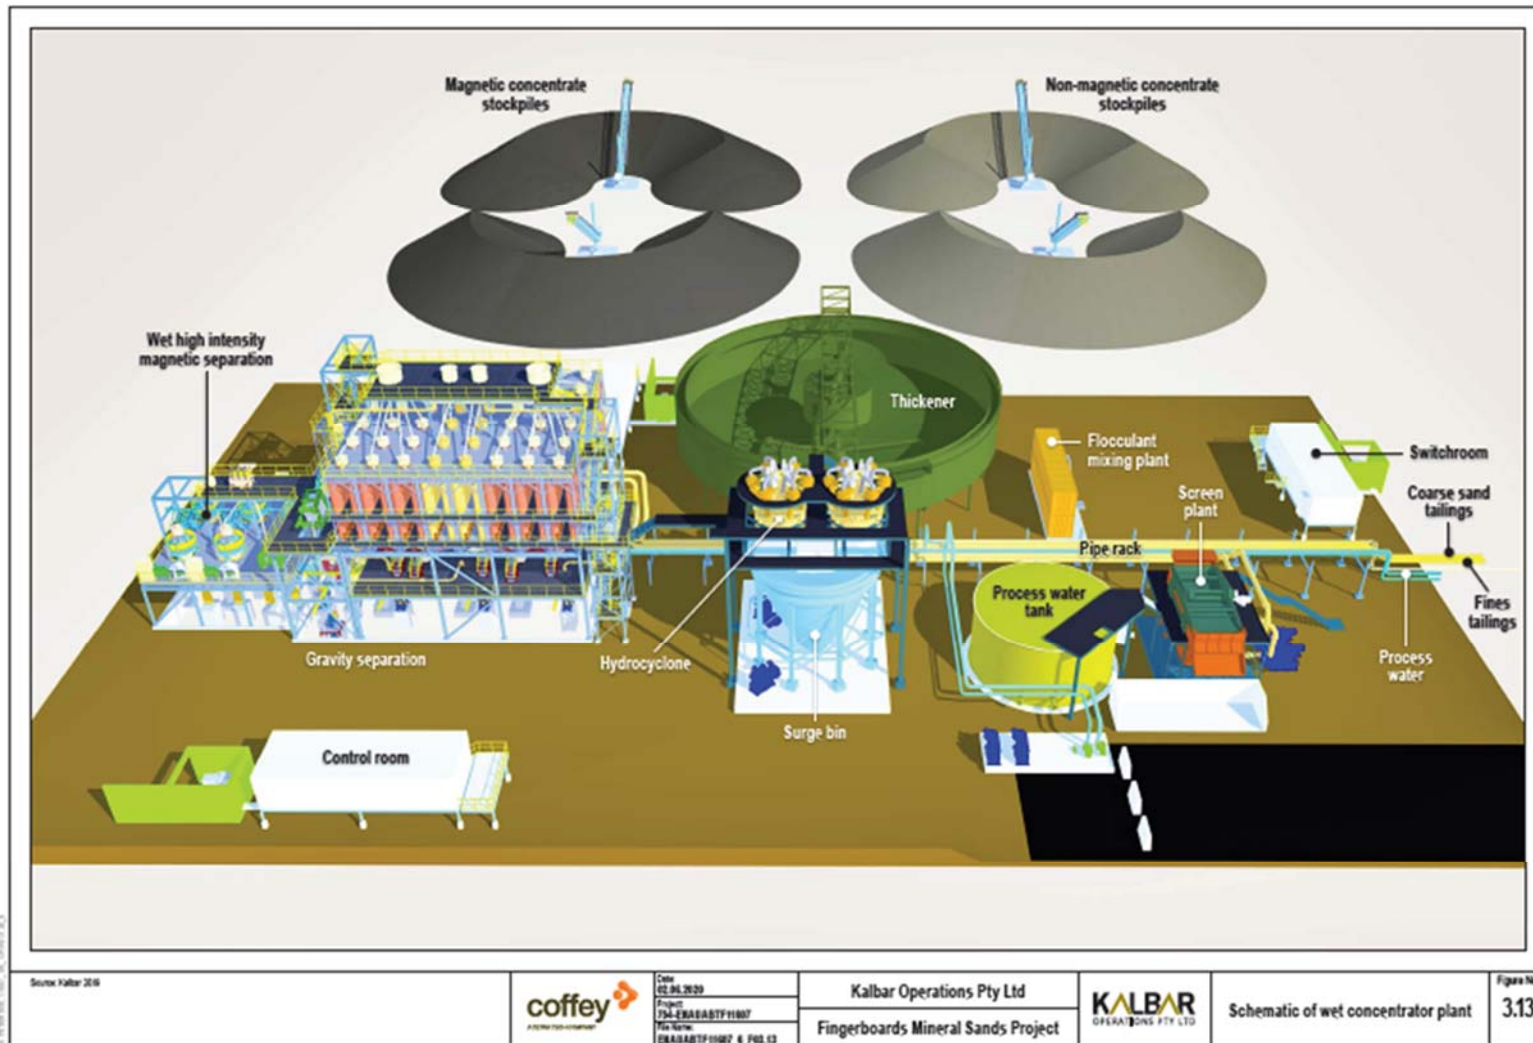 Magnetic concentrate
stockpiles
Non-magnetic concentrate
stockpiles
Wet high intensity
magnetic separation
Thickener
Flocculant
mixing plant
Switchroom
Screen
plant
Coarse sand
tailings
Pipe rack
Process water
tank
Fines
tailings
Process
water
Gravity separation
Hydrocyclone
Surge bin
Control room
Source: Kalbar 2019
coffey
Date:
02.06.2020
Project:
File Name:
Kalbar Operations Pty Ltd
Fingerboards Mineral Sands Project
KALBAR
OPERATIONS PTY LTD
Schematic of wet concentrator plant
Figure No
3.13